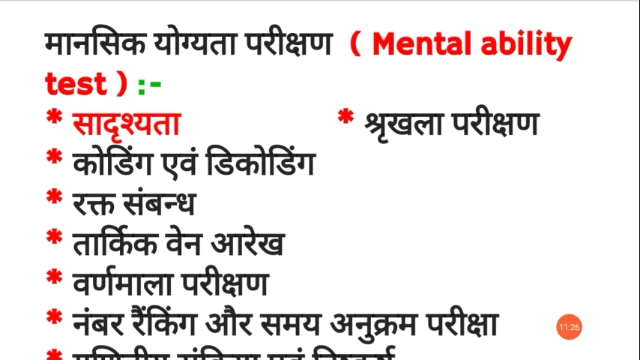 मानसिक योग्यता परीक्षण ( Mental ability
test ) :-
* सादृश्यता * श्रृखला परीक्षण
* कोडिंग एवं डिकोडिंग
* रक्त संबन्ध
* तार्किक वेन आरेख
* वर्णमाला परीक्षण
* नंबर रैंकिंग और समय अनुक्रम परीक्षा
11:26